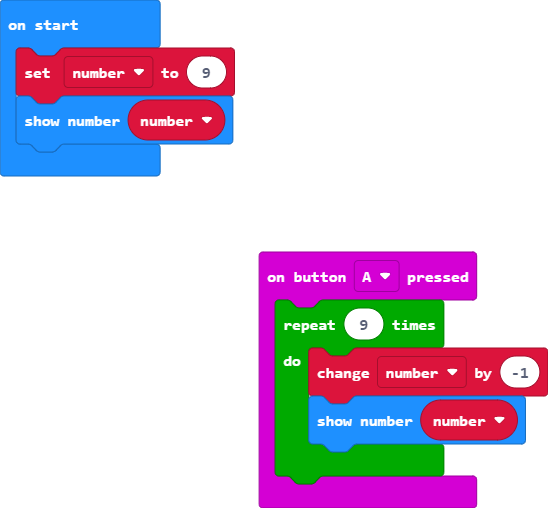 on start
set number to 9
show number number
on button A pressed
repeat 9 times
do
change number by -1
show number number